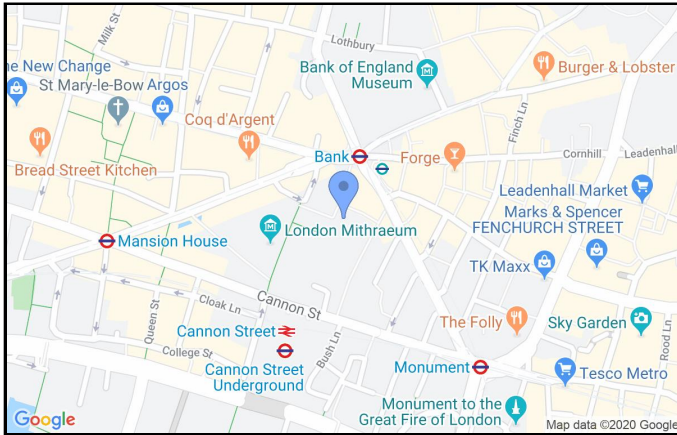 Milk St
Lothbury
he New Change
St Mary-le-Bow
Argos
Bank of England
Museum
Burger & Lobster
Coq d'Argent
Finch Ln
Bread Street Kitchen
Bank
Forge
Cornhill
Leadenhall
Leadenhall Market
Marks & Spencer
FENCHURCH STREET
Mansion House
London Mithraeum
TK Maxx
Cloak Ln
Queen St
Cannon St
Cannon Street
Bush Ln
The Folly
Sky Garden
Rood Ln
College St
Cannon Street
Underground
Monument
Tesco Metro
Monument to the
Great Fire of London
Google
Map data ©2020 Google